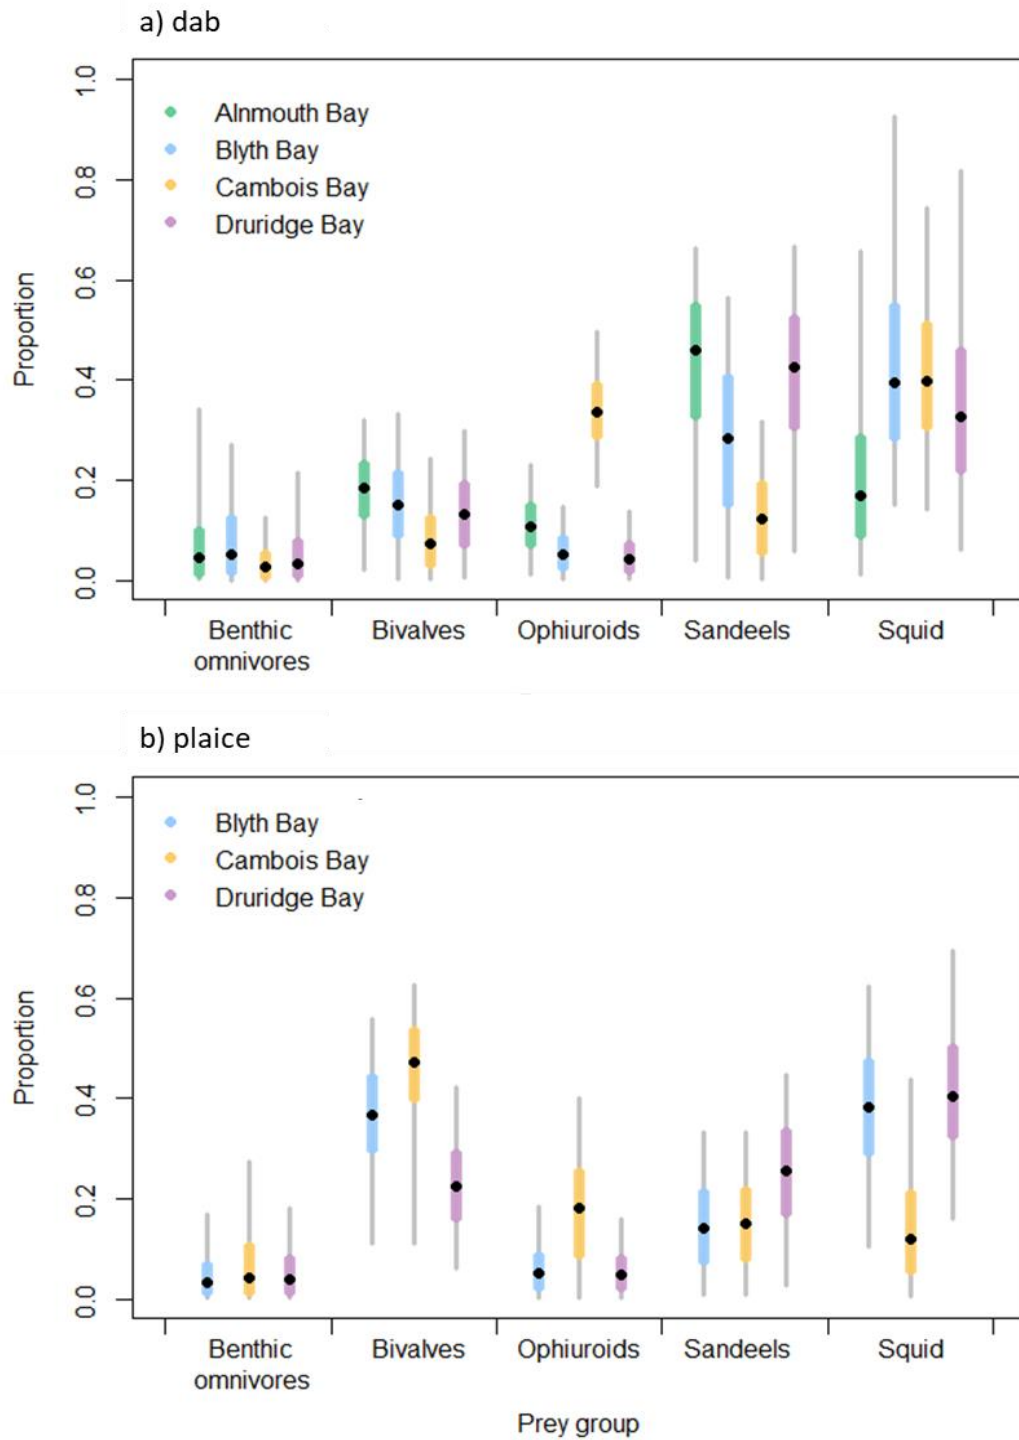 a) dab
1.0
Alnmouth Bay
Blyth Bay
0.8
Cambois Bay
Druridge Bay
Proportion
0.6
0.4
0.2
0.0
Benthic omnivores
Bivalves
Ophiuroids
Sandeels
Squid
b) plaice
1.0
Blyth Bay
Cambois Bay
0.8
Druridge Bay
Proportion
0.6
0.4
0.2
0.0
Benthic omnivores
Bivalves
Ophiuroids
Sandeels
Squid
Prey group